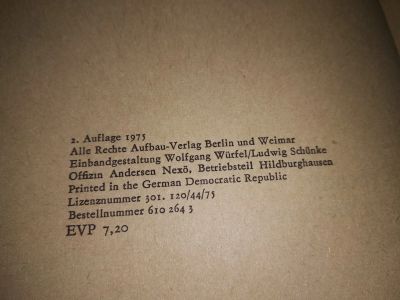 2. Auflage 1975
Alle Rechte Aufbau-Verlag Berlin und Weimar
Einbandgestaltung Wolfgang Würfel/Ludwig Schünke
Offizin Andersen Nexö, Betriebsteil Hildburghausen
Printed in the German Democratic Republic
Lizenznummer 301. 120/44/75
Bestellnummer 610 264 3
EVP 7,20